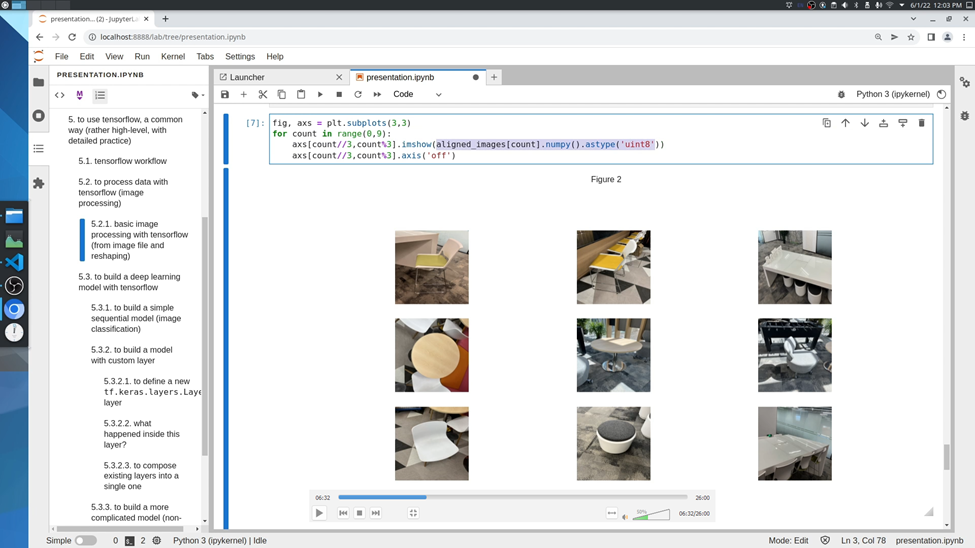 6/1/22 12:03 PM
presentation.... (2) - JupyterL
localhost:8888/lab/tree/presentation.ipynb
File Edit View Run Kernel Tabs Settings Help
PRESENTATION.IPYNB
Launcher
presentation.ipynb
Code
Python 3 (ipykernel)
5. to use tensorflow, a common
way (rather high-level, with
detailed practice)
5.1. tensorflow workflow
5.2. to process data with
tensorflow (image
processing)
5.2.1. basic image
processing with tensorflow
(from image file and
reshaping)
5.3. to build a deep learning
model with tensorflow
5.3.1. to build a simple
sequential model (image
classification)
5.3.2. to build a model
with custom layer
5.3.2.1. to define a new
tf.keras.layers.Laye
layer
5.3.2.2. what
happened inside this
layer?
5.3.2.3. to compose
existing layers into a
single one
5.3.3. to build a more
complicated model (non-
[7]:
fig, axs = plt.subplots(3,3)
for count in range(0,9):
axs[count//3,count%3].imshow(aligned_images[count].numpy().astype('uint8'))
axs[count//3,count%3].axis('off')
Figure 2
06:32
26:00
50%
06:32/26:00
Simple
0
2
Python 3 (ipykernel) | Idle
Mode: Edit
Ln 3, Col 78
presentation.ipynb